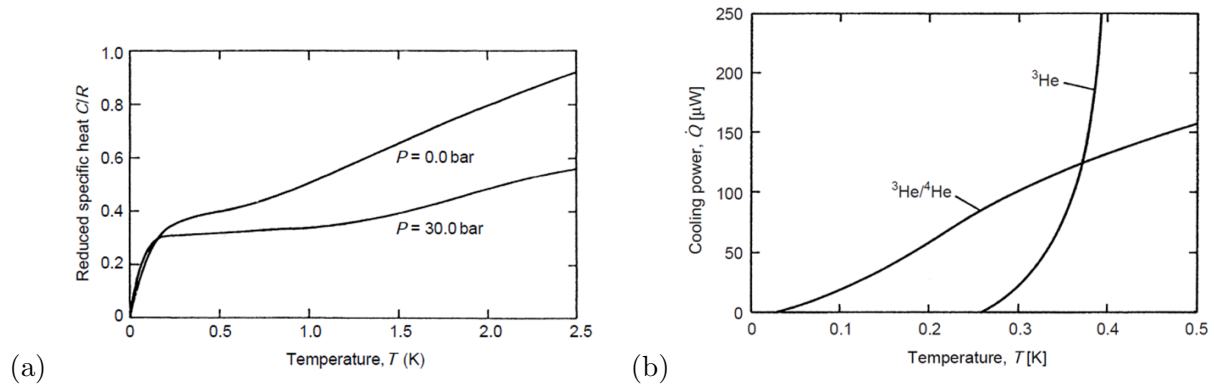 (a)
Reduced specific heat C/R
1.0
0.8
0.6
0.4
0.2
0
P = 0.0 bar
P = 30.0 bar
0
0.5
1.0
1.5
2.0
2.5
Temperature, T (K)
(b)
Cooling power, Q̇ [μW]
250
200
150
100
50
0
³He
³He/⁴He
0
0.1
0.2
0.3
0.4
0.5
Temperature, T [K]